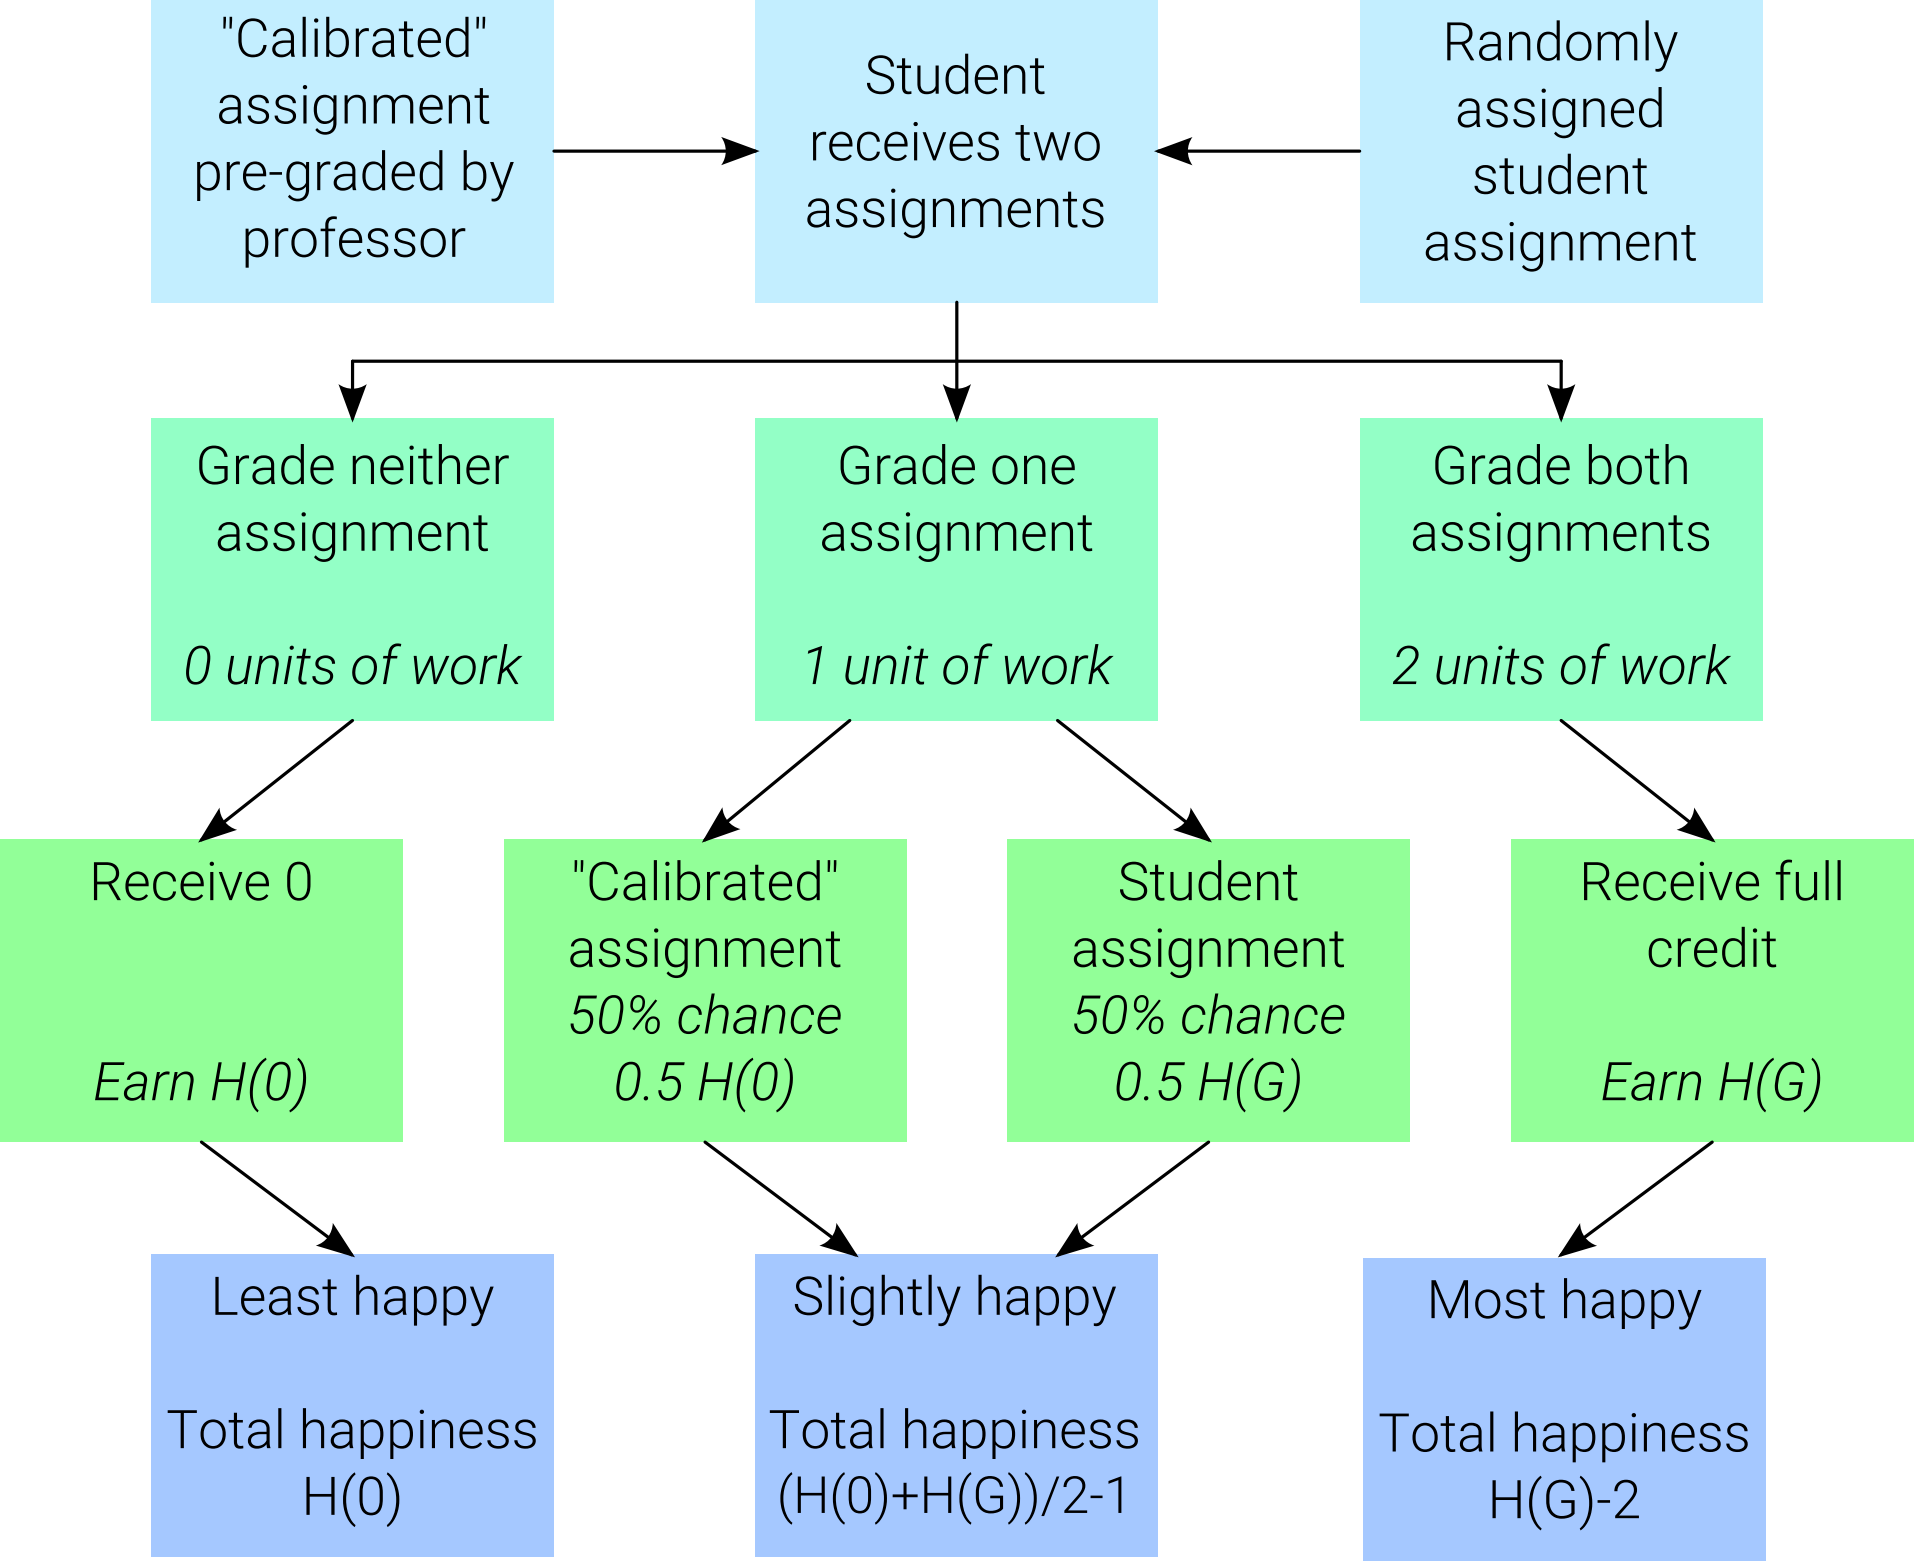 "Calibrated"
assignment
pre-graded by
professor
Student
receives two
assignments
Randomly
assigned
student
assignment
Grade neither
assignment
0 units of work
Grade one
assignment
1 unit of work
Grade both
assignments
2 units of work
Receive 0
Earn H(0)
"Calibrated"
assignment
50% chance
0.5 H(0)
Student
assignment
50% chance
0.5 H(G)
Receive full
credit
Earn H(G)
Least happy
Total happiness
H(0)
Slightly happy
Total happiness
(H(0)+H(G))/2-1
Most happy
Total happiness
H(G)-2